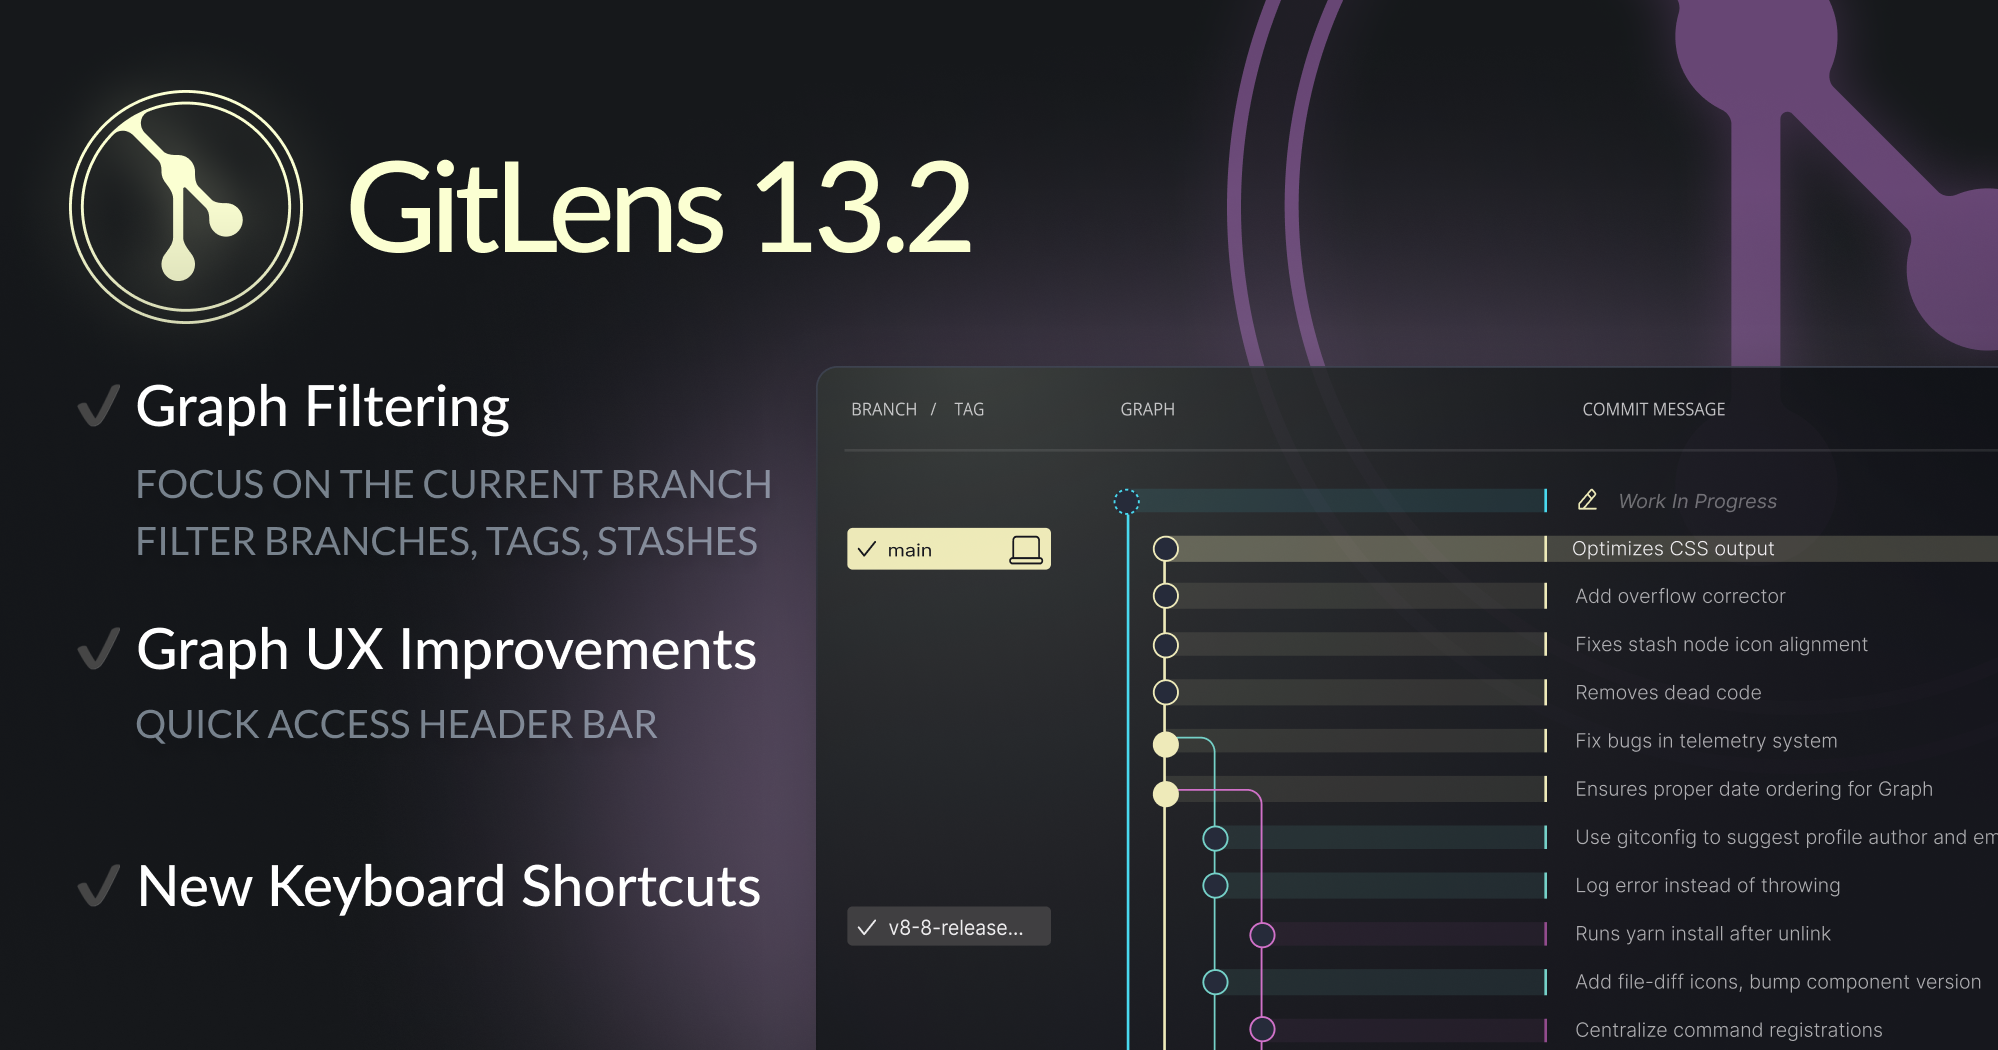 GitLens 13.2
Graph Filtering
FOCUS ON THE CURRENT BRANCH
FILTER BRANCHES, TAGS, STASHES
Graph UX Improvements
QUICK ACCESS HEADER BAR
New Keyboard Shortcuts
BRANCH / TAG GRAPH COMMIT MESSAGE
Work In Progress
main Optimizes CSS output
Add overflow corrector
Fixes stash node icon alignment
Removes dead code
Fix bugs in telemetry system
Ensures proper date ordering for Graph
Use gitconfig to suggest profile author and em
Log error instead of throwing
v8-8-release... Runs yarn install after unlink
Add file-diff icons, bump component version
Centralize command registrations